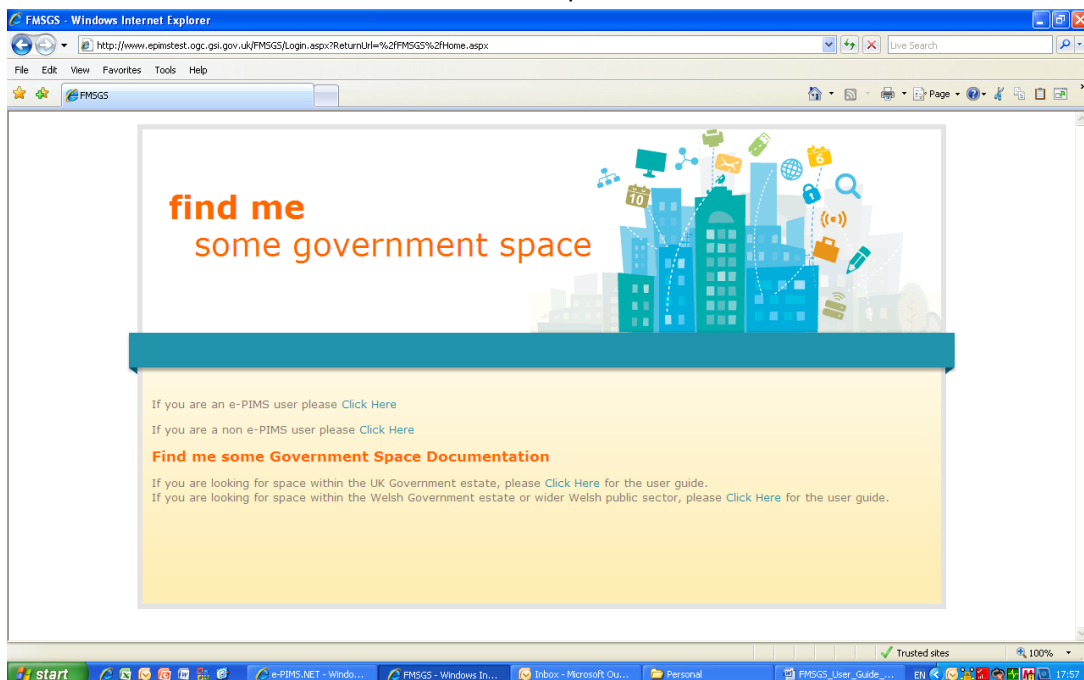 FMSGS - Windows Internet Explorer
http://www.epimstest.ogc.gsi.gov.uk/FMSGS/Login.aspx?ReturnUrl=%2fFMSGS%2fHome.aspx
Live Search
File Edit View Favorites Tools Help
FMSGS
Page
6
10
find me
some government space
If you are an e-PIMS user please Click Here
If you are a non e-PIMS user please Click Here
Find me some Government Space Documentation
If you are looking for space within the UK Government estate, please Click Here for the user guide.
If you are looking for space within the Welsh Government estate or wider Welsh public sector, please Click Here for the user guide.
Trusted sites 100%
start e-PIMS.NET - Windo... FMSGS - Windows In... Inbox - Microsoft Ou... Personal FMSGS_User_Guide_... EN 17:57